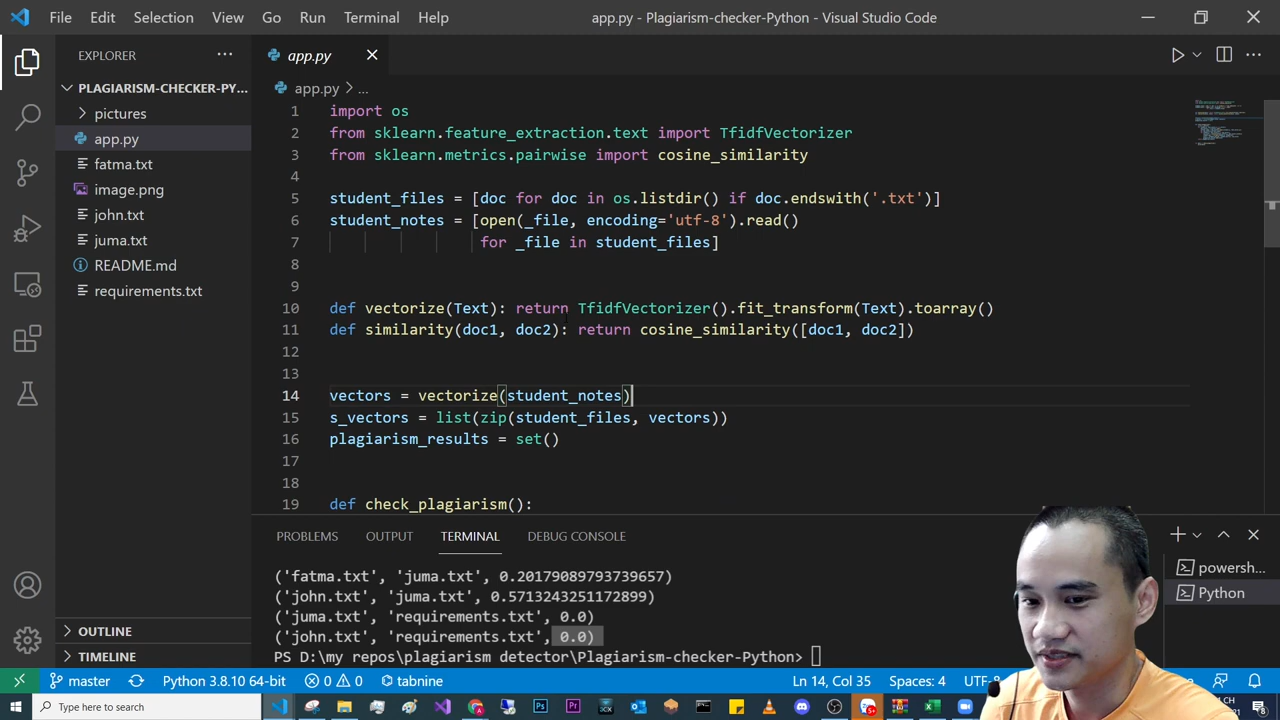 File Edit Selection View Go Run Terminal Help
app.py - Plagiarism-checker-Python - Visual Studio Code
EXPLORER
PLAGIARISM-CHECKER-PY...
pictures
app.py
fatma.txt
image.png
john.txt
juma.txt
README.md
requirements.txt
OUTLINE
TIMELINE
app.py
app.py > ...
1 import os
2 from sklearn.feature_extraction.text import TfidfVectorizer
3 from sklearn.metrics.pairwise import cosine_similarity
4
5 student_files = [doc for doc in os.listdir() if doc.endswith('.txt')]
6 student_notes = [open(_file, encoding='utf-8').read()
7 for _file in student_files]
8
9
10 def vectorize(Text): return TfidfVectorizer().fit_transform(Text).toarray()
11 def similarity(doc1, doc2): return cosine_similarity([doc1, doc2])
12
13
14 vectors = vectorize(student_notes)
15 s_vectors = list(zip(student_files, vectors))
16 plagiarism_results = set()
17
18
19 def check_plagiarism():
PROBLEMS OUTPUT TERMINAL DEBUG CONSOLE
('fatma.txt', 'juma.txt', 0.20179089793739657)
('john.txt', 'juma.txt', 0.5713243251172899)
('juma.txt', 'requirements.txt', 0.0)
('john.txt', 'requirements.txt', 0.0)
PS D:\my repos\plagiarism detector\Plagiarism-checker-Python>
powersh...
Python
master Python 3.8.10 64-bit 0 0 tabnine Ln 14, Col 35 Spaces: 4 UTF-8
Type here to search